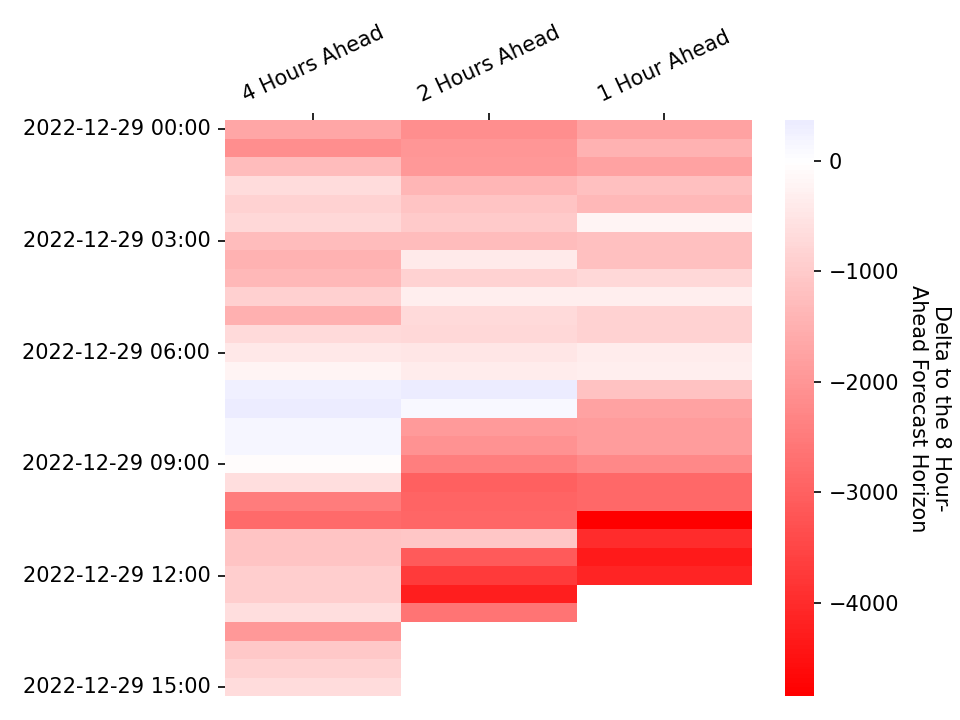 4 Hours Ahead
2 Hours Ahead
1 Hour Ahead
2022-12-29 00:00
2022-12-29 03:00
2022-12-29 06:00
2022-12-29 09:00
2022-12-29 12:00
2022-12-29 15:00
0
−1000
−2000
−3000
−4000
Delta to the 8 Hour-
Ahead Forecast Horizon